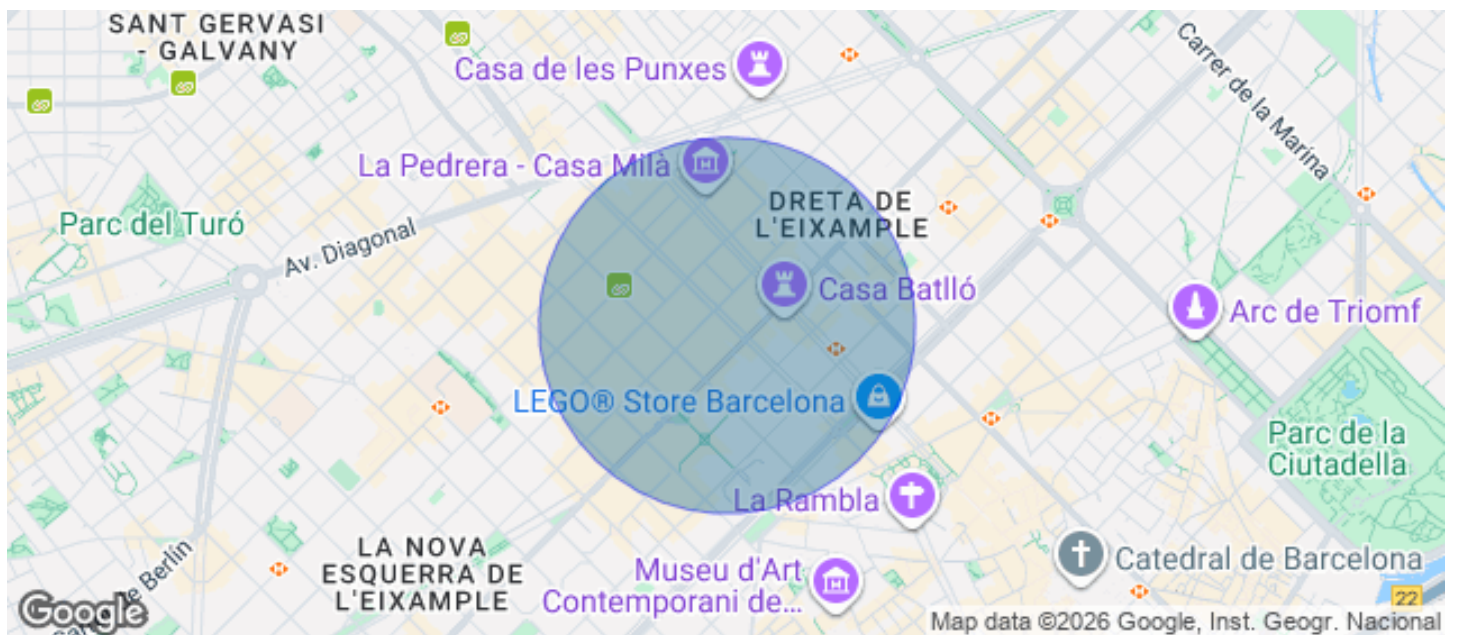 SANT GERVASI
- GALVANY
Casa de les Punxes
Carrer de la Marina
La Pedrera - Casa Milà
DRETA DE
L'EIXAMPLE
Parc del Turó
Av. Diagonal
Casa Batlló
Arc de Triomf
LEGO® Store Barcelona
Parc de la
Ciutadella
La Rambla
LA NOVA
ESQUERRA DE
L'EIXAMPLE
Museu d'Art
Contemporani de...
Catedral de Barcelona
de Berlín
22
Google
Map data ©2026 Google, Inst. Geogr. Nacional